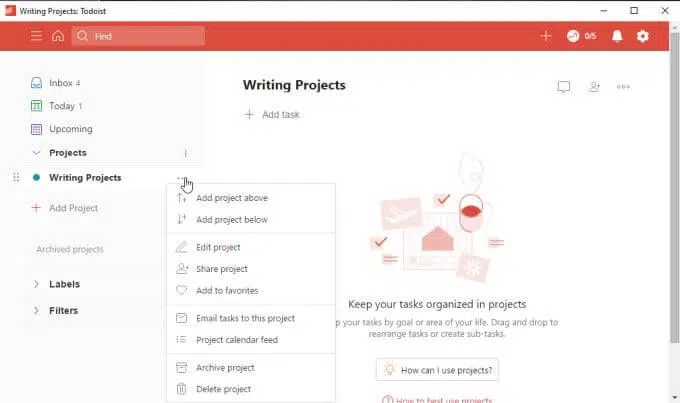 Writing Projects: Todoist
Find
0/5
Inbox 4
Today 1
Upcoming
Projects
Writing Projects
Add Project
Archived projects
Labels
Filters
Add project above
Add project below
Edit project
Share project
Add to favorites
Email tasks to this project
Project calendar feed
Archive project
Delete project
Writing Projects
Add task
Keep your tasks organized in projects
your tasks by goal or area of your life. Drag and drop to
rearrange tasks or create sub-tasks.
How can I use projects?
How to best use projects